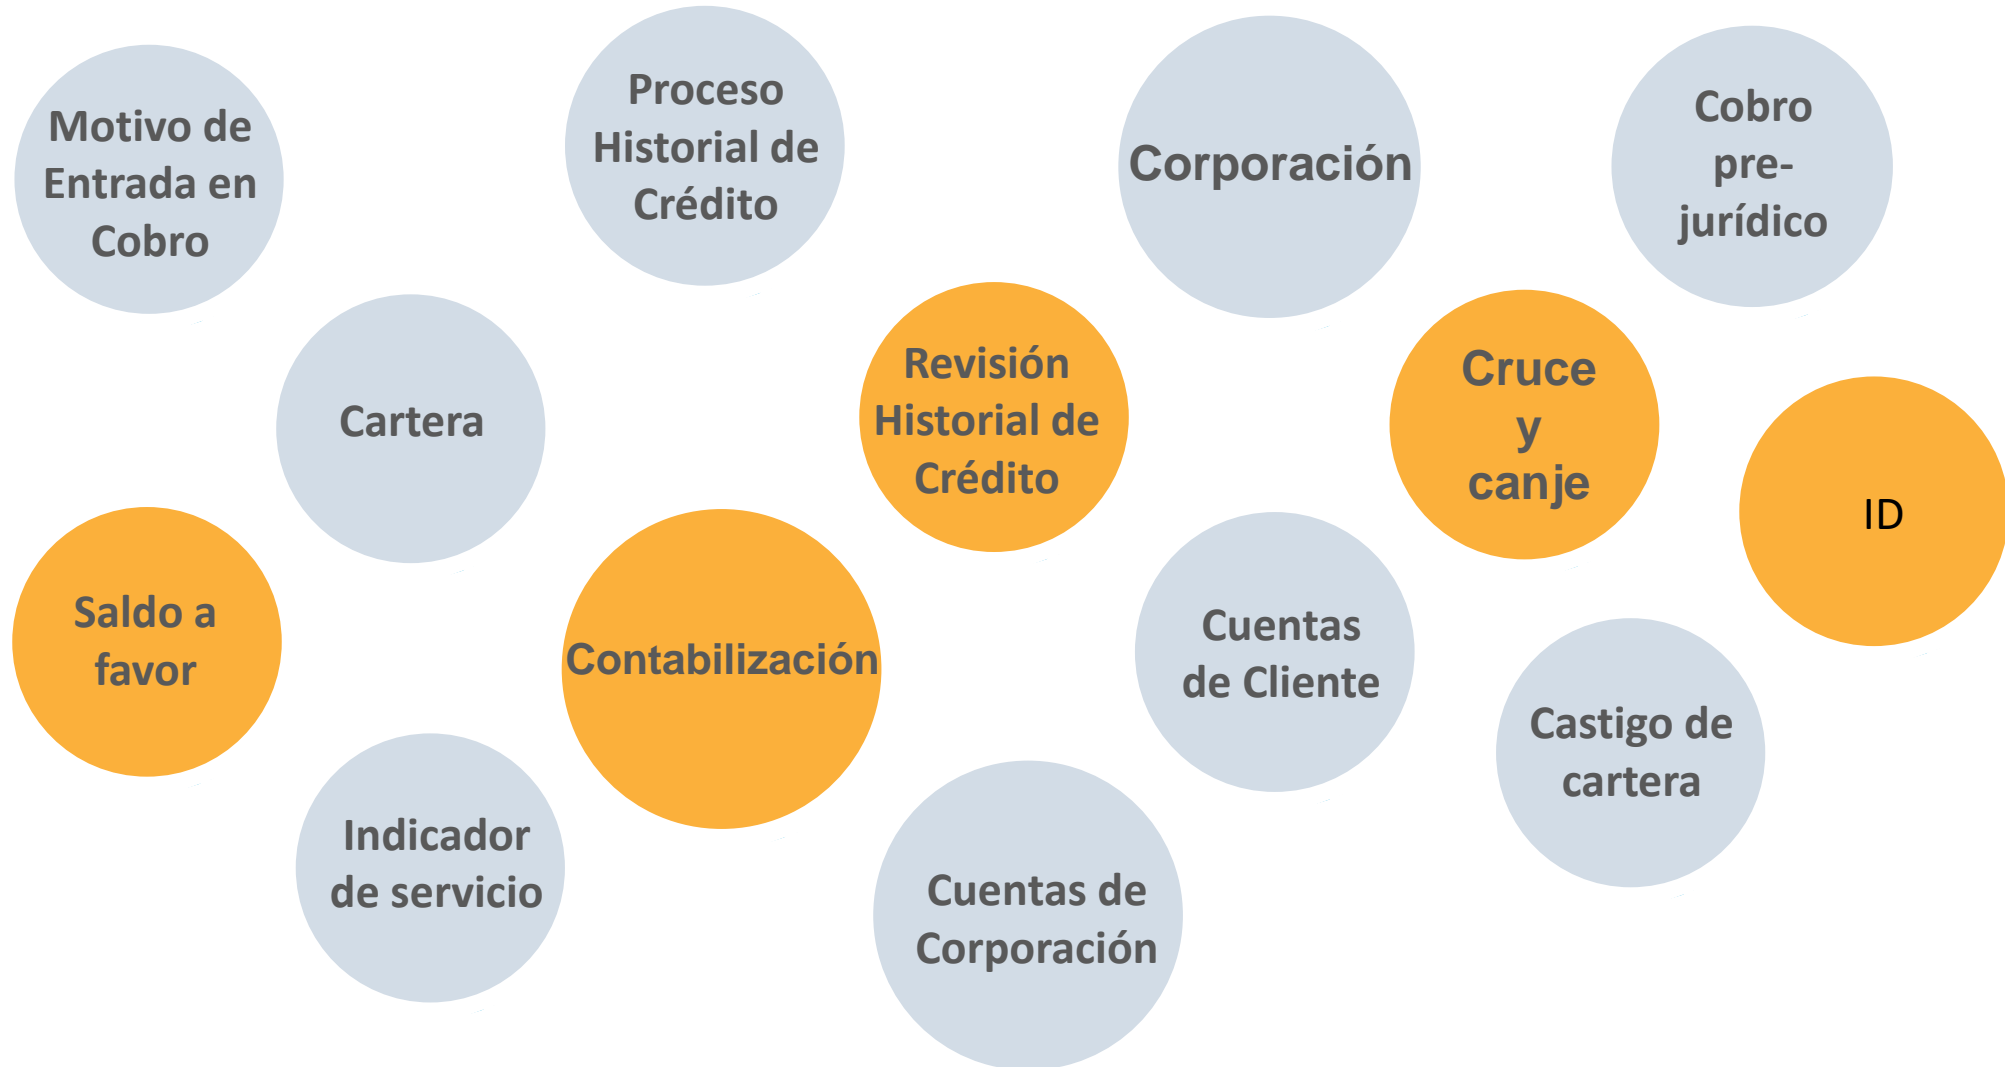 Motivo de
Entrada en
Cobro
Proceso
Historial de
Crédito
Corporación
Cobro
pre-
jurídico
Cartera
Revisión
Historial de
Crédito
Cruce
y
canje
ID
Saldo a
favor
Contabilización
Cuentas
de Cliente
Castigo de
cartera
Indicador
de servicio
Cuentas de
Corporación